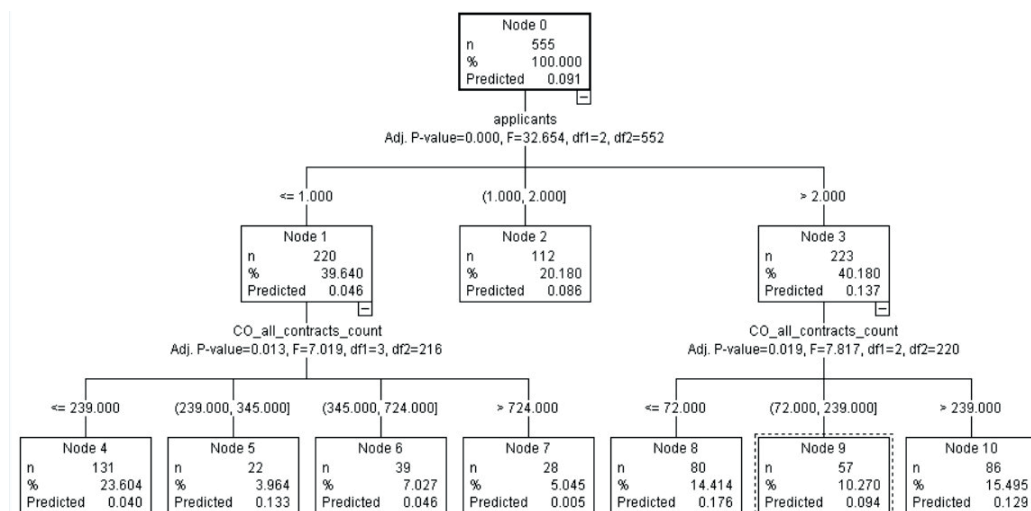 Node 0
n 555
% 100.000
Predicted 0.091
applicants
Adj. P-value=0.000, F=32.654, df1=2, df2=552
<= 1.000
(1.000, 2.000]
> 2.000
Node 1
n 220
% 39.640
Predicted 0.046
Node 2
n 112
% 20.180
Predicted 0.086
Node 3
n 223
% 40.180
Predicted 0.137
CO_all_contracts_count
Adj. P-value=0.013, F=7.019, df1=3, df2=216
CO_all_contracts_count
Adj. P-value=0.019, F=7.817, df1=2, df2=220
<= 239.000
(239.000, 345.000]
(345.000, 724.000]
> 724.000
<= 72.000
(72.000, 239.000]
> 239.000
Node 4
n 131
% 23.604
Predicted 0.040
Node 5
n 22
% 3.964
Predicted 0.133
Node 6
n 39
% 7.027
Predicted 0.046
Node 7
n 28
% 5.045
Predicted 0.005
Node 8
n 80
% 14.414
Predicted 0.176
Node 9
n 57
% 10.270
Predicted 0.094
Node 10
n 86
% 15.495
Predicted 0.129